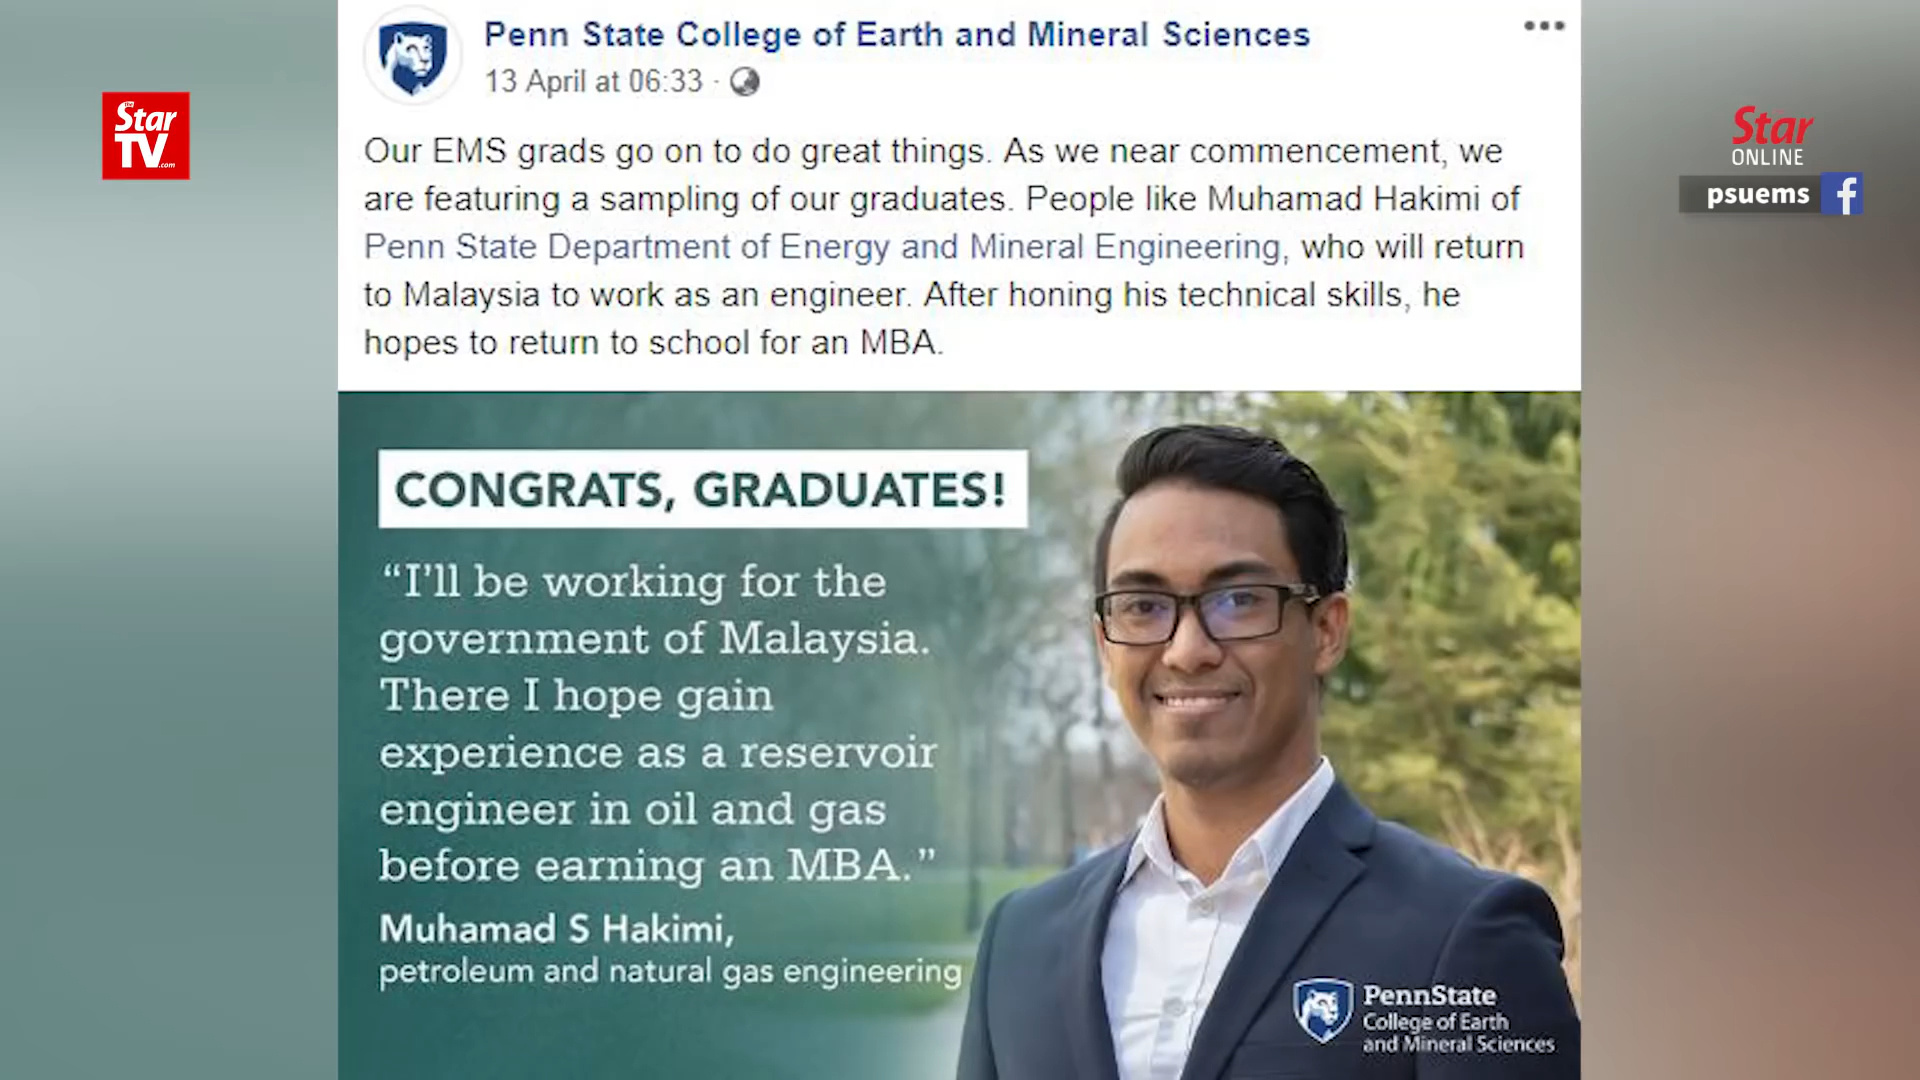 Penn State College of Earth and Mineral Sciences
13 April at 06:33 ·
The Star
TV.com
Star
ONLINE
psuems f
Our EMS grads go on to do great things. As we near commencement, we
are featuring a sampling of our graduates. People like Muhamad Hakimi of
Penn State Department of Energy and Mineral Engineering, who will return
to Malaysia to work as an engineer. After honing his technical skills, he
hopes to return to school for an MBA.
CONGRATS, GRADUATES!
“I'll be working for the
government of Malaysia.
There I hope gain
experience as a reservoir
engineer in oil and gas
before earning an MBA.”
Muhamad S Hakimi,
petroleum and natural gas engineering
PennState
College of Earth
and Mineral Sciences